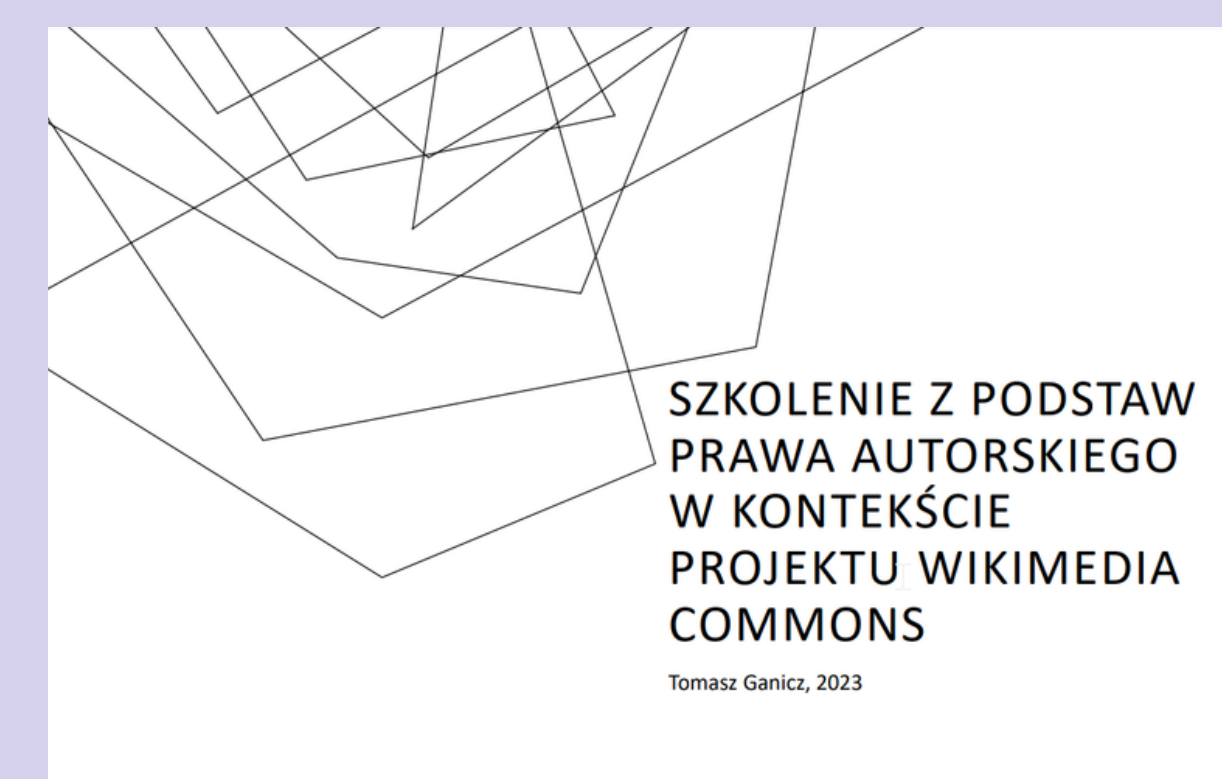 SZKOLENIE Z PODSTAW
PRAWA AUTORSKIEGO
W KONTEKŚCIE
PROJEKTU WIKIMEDIA
COMMONS
Tomasz Ganicz, 2023